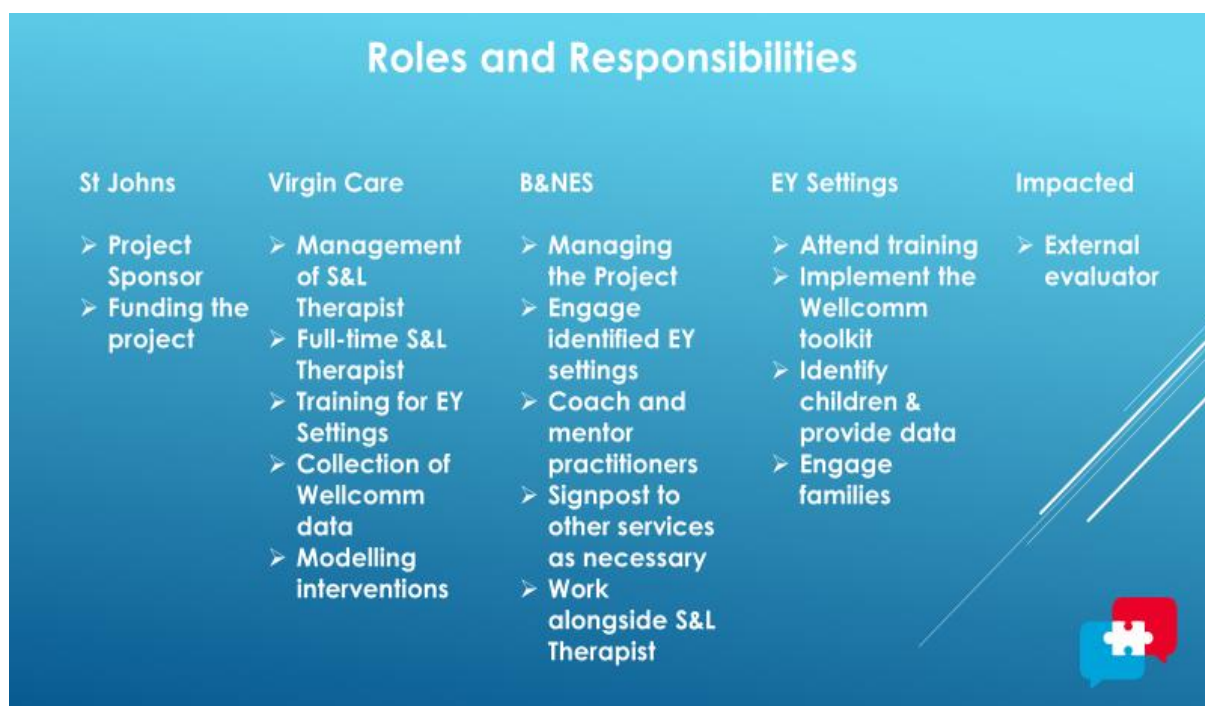 Roles and Responsibilities
St Johns
➢ Project
Sponsor
➢ Funding the
project
Virgin Care
➢ Management
of S&L
Therapist
➢ Full-time S&L
Therapist
➢ Training for EY
Settings
➢ Collection of
Wellcomm
data
➢ Modelling
interventions
B&NES
➢ Managing
the Project
➢ Engage
identified EY
settings
➢ Coach and
mentor
practitioners
➢ Signpost to
other services
as necessary
➢ Work
alongside S&L
Therapist
EY Settings
➢ Attend training
➢ Implement the
Wellcomm
toolkit
➢ Identify
children &
provide data
➢ Engage
families
Impacted
➢ External
evaluator